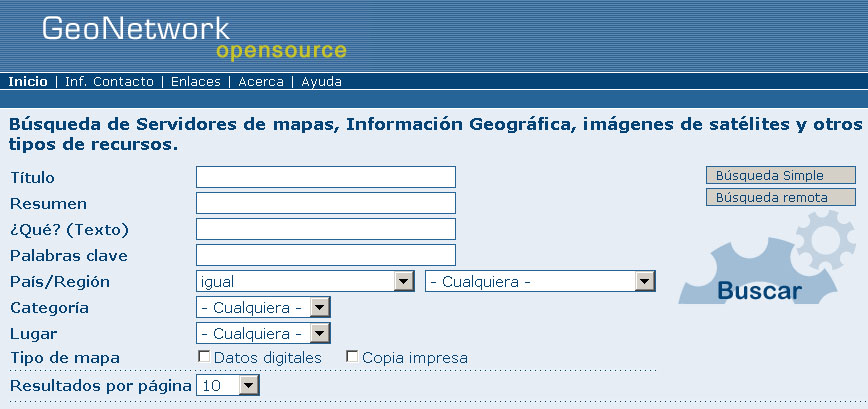 GeoNetwork
opensource
Inicio | Inf. Contacto | Enlaces | Acerca | Ayuda
Búsqueda de Servidores de mapas, Información Geográfica, imágenes de satélites y otros
tipos de recursos.
Título
Búsqueda Simple
Resumen
Búsqueda remota
¿Qué? (Texto)
Palabras clave
País/Región igual - Cualquiera -
Buscar
Categoría - Cualquiera -
Lugar - Cualquiera -
Tipo de mapa Datos digitales Copia impresa
Resultados por página 10